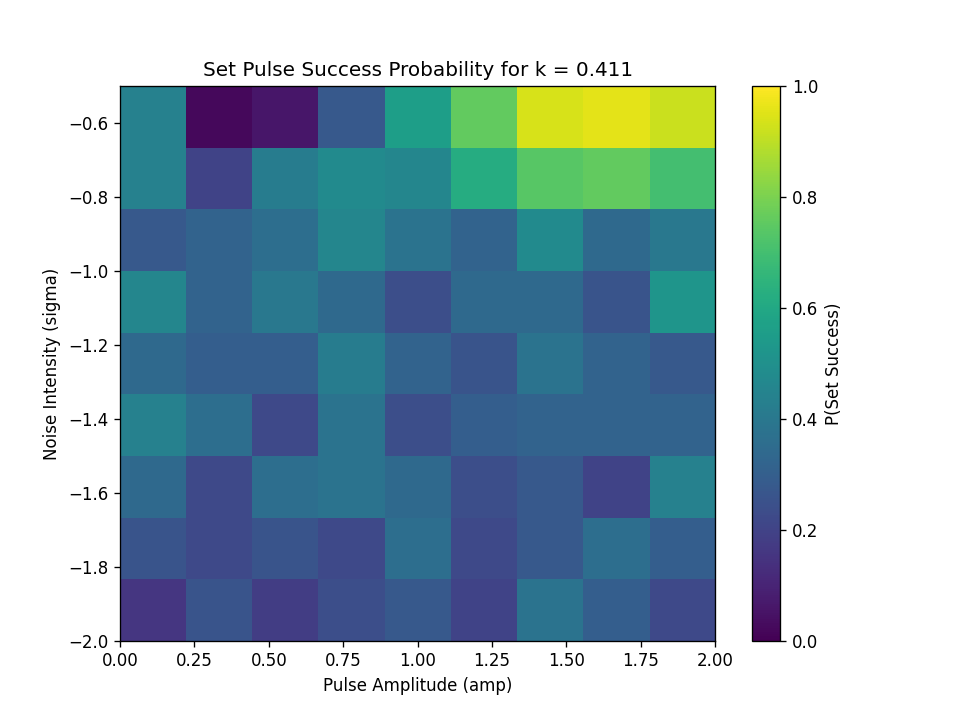 Set Pulse Success Probability for k = 0.411
Noise Intensity (sigma)
−0.6
−0.8
−1.0
−1.2
−1.4
−1.6
−1.8
−2.0
0.00 0.25 0.50 0.75 1.00 1.25 1.50 1.75 2.00
Pulse Amplitude (amp)
1.0
0.8
0.6
0.4
0.2
0.0
P(Set Success)